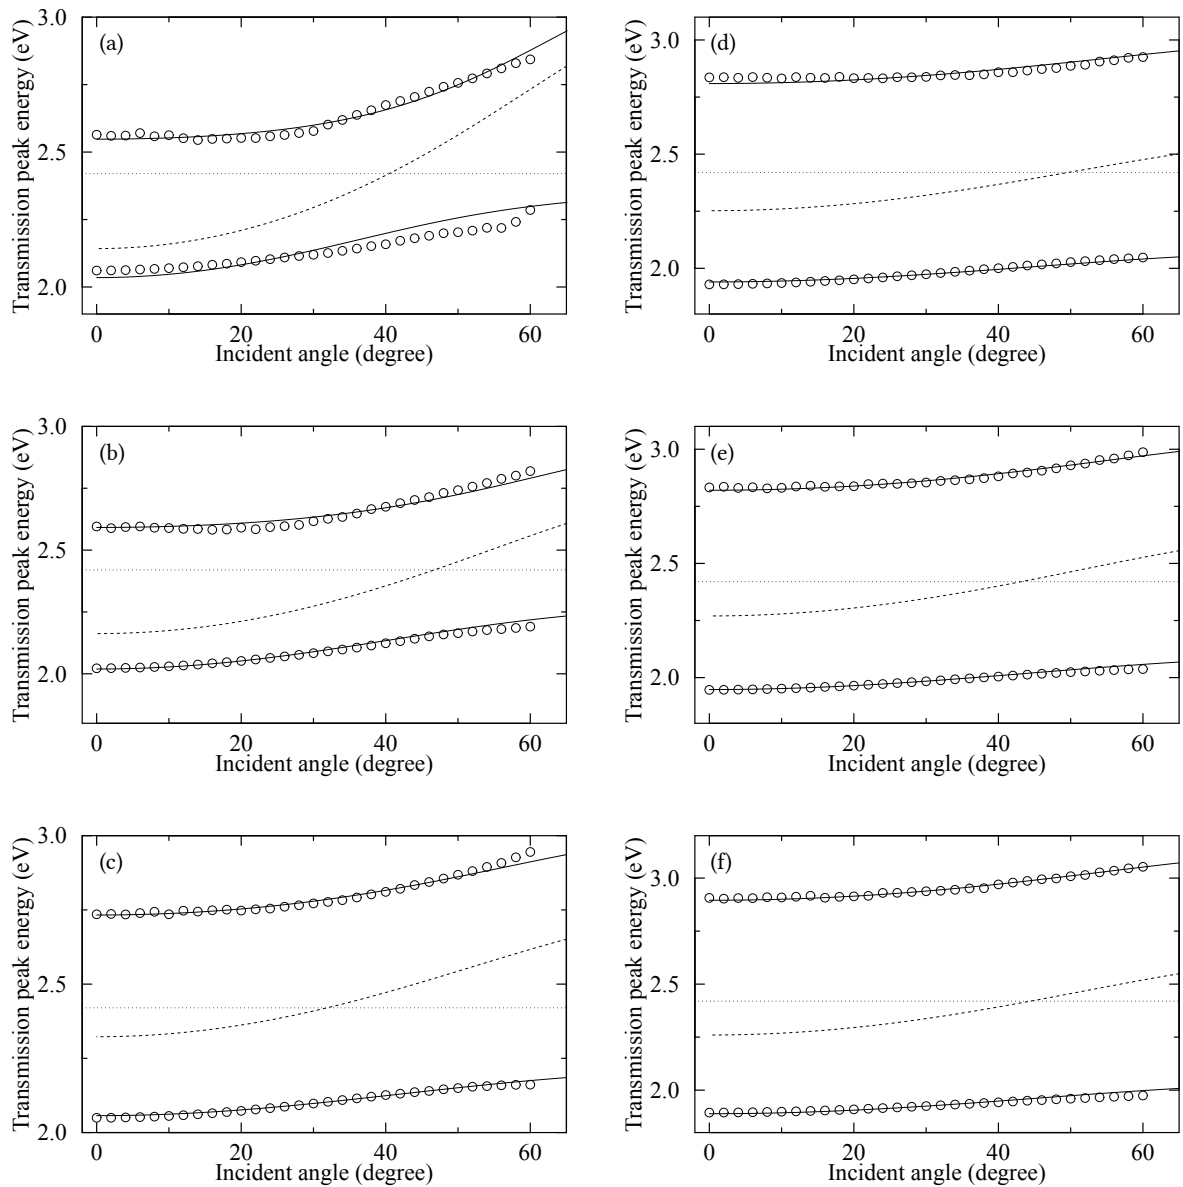 (a)
Transmission peak energy (eV)
3.0
2.5
2.0
0 20 40 60
Incident angle (degree)
(d)
Transmission peak energy (eV)
3.0
2.5
2.0
0 20 40 60
Incident angle (degree)
(b)
Transmission peak energy (eV)
3.0
2.5
2.0
0 20 40 60
Incident angle (degree)
(e)
Transmission peak energy (eV)
3.0
2.5
2.0
0 20 40 60
Incident angle (degree)
(c)
Transmission peak energy (eV)
3.0
2.5
2.0
0 20 40 60
Incident angle (degree)
(f)
Transmission peak energy (eV)
3.0
2.5
2.0
0 20 40 60
Incident angle (degree)